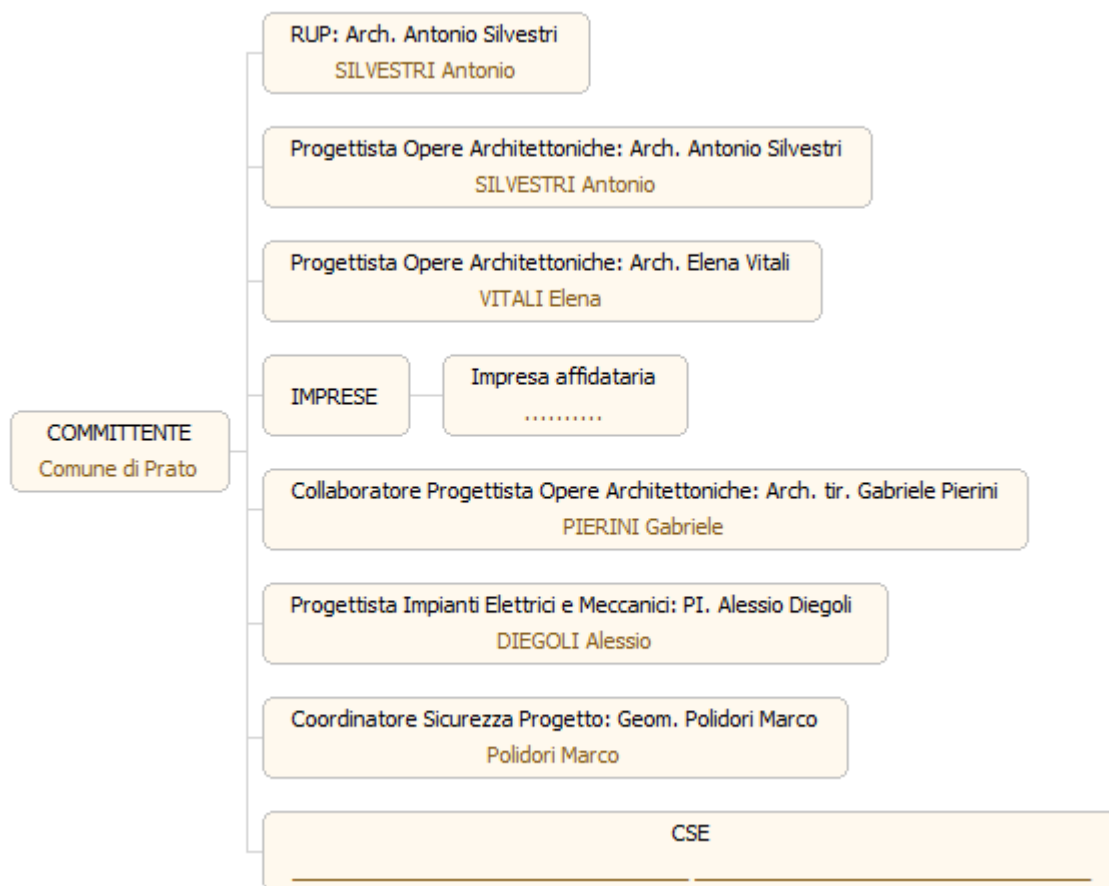 RUP: Arch. Antonio Silvestri
SILVESTRI Antonio
Progettista Opere Architettoniche: Arch. Antonio Silvestri
SILVESTRI Antonio
Progettista Opere Architettoniche: Arch. Elena Vitali
VITALI Elena
IMPRESE
Impresa affidataria
..........
COMMITTENTE
Comune di Prato
Collaboratore Progettista Opere Architettoniche: Arch. tir. Gabriele Pierini
PIERINI Gabriele
Progettista Impianti Elettrici e Meccanici: PI. Alessio Diegoli
DIEGOLI Alessio
Coordinatore Sicurezza Progetto: Geom. Polidori Marco
Polidori Marco
CSE